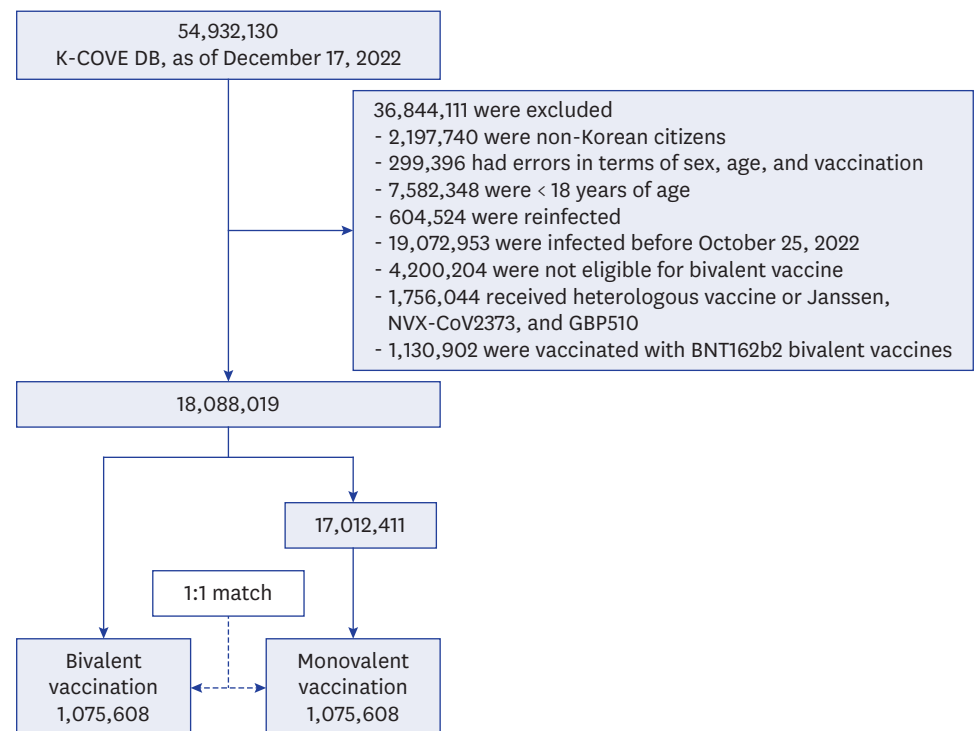 54,932,130
K-COVE DB, as of December 17, 2022
36,844,111 were excluded
- 2,197,740 were non-Korean citizens
- 299,396 had errors in terms of sex, age, and vaccination
- 7,582,348 were < 18 years of age
- 604,524 were reinfected
- 19,072,953 were infected before October 25, 2022
- 4,200,204 were not eligible for bivalent vaccine
- 1,756,044 received heterologous vaccine or Janssen,
NVX-CoV2373, and GBP510
- 1,130,902 were vaccinated with BNT162b2 bivalent vaccines
18,088,019
17,012,411
1:1 match
Bivalent
vaccination
1,075,608
Monovalent
vaccination
1,075,608